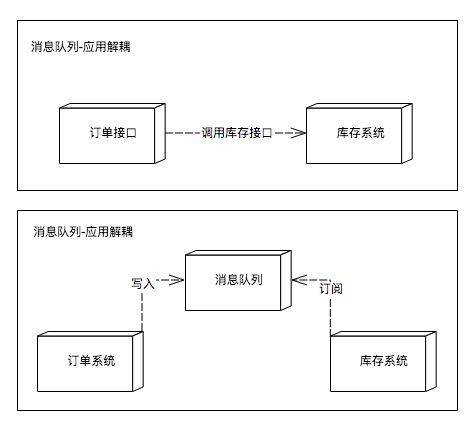 消息队列-应用解耦
订单接口
调用库存接口
库存系统
消息队列-应用解耦
消息队列
写入
订阅
订单系统
库存系统